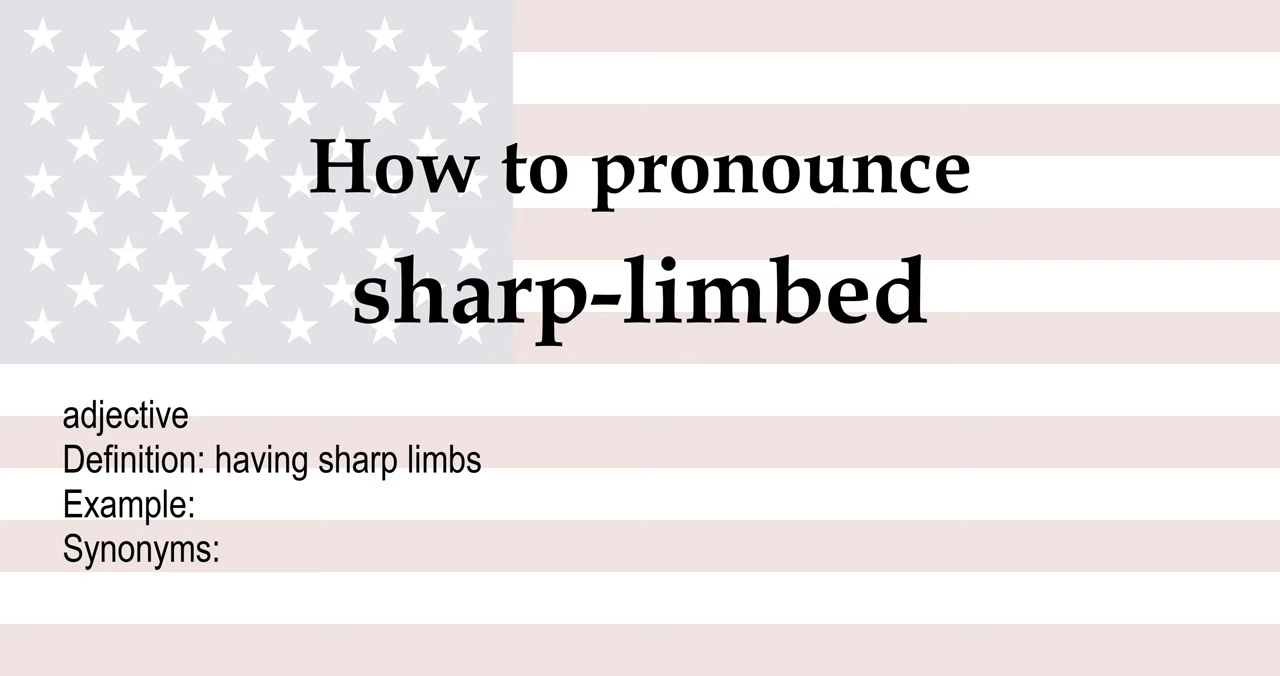 How to pronounce
sharp-limbed
adjective
Definition: having sharp limbs
Example:
Synonyms: